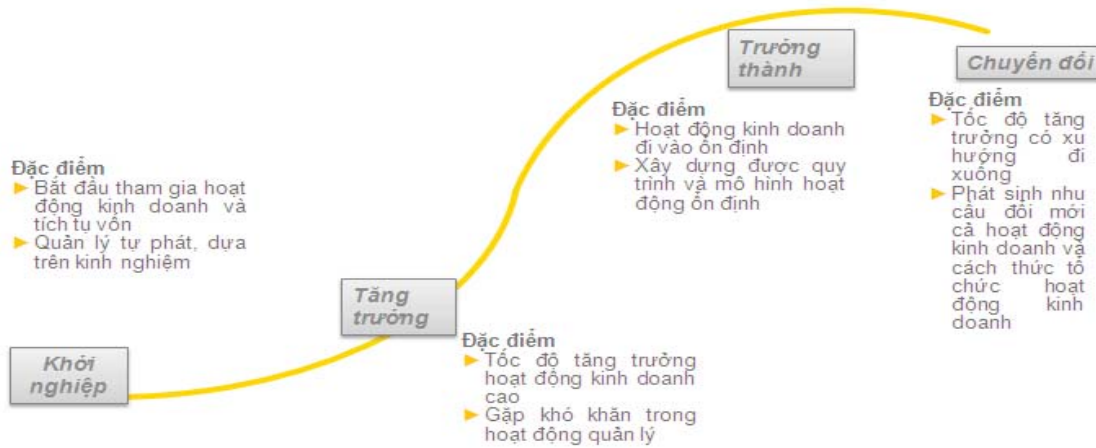 Khởi
nghiệp
Đặc điểm
► Bắt đầu tham gia hoạt
động kinh doanh và
tích tụ vốn
► Quản lý tự phát, dựa
trên kinh nghiệm
Tăng
trưởng
Đặc điểm
► Tốc độ tăng trưởng
hoạt động kinh doanh
cao
► Gặp khó khăn trong
hoạt động quản lý
Trưởng
thành
Đặc điểm
► Hoạt động kinh doanh
đi vào ổn định
► Xây dựng được quy
trình và mô hình hoạt
động ổn định
Chuyển đổi
Đặc điểm
► Tốc độ tăng
trưởng có xu
hướng đi
xuống
► Phát sinh nhu
cầu đổi mới
cả hoạt động
kinh doanh và
cách thức tổ
chức hoạt
động kinh
doanh